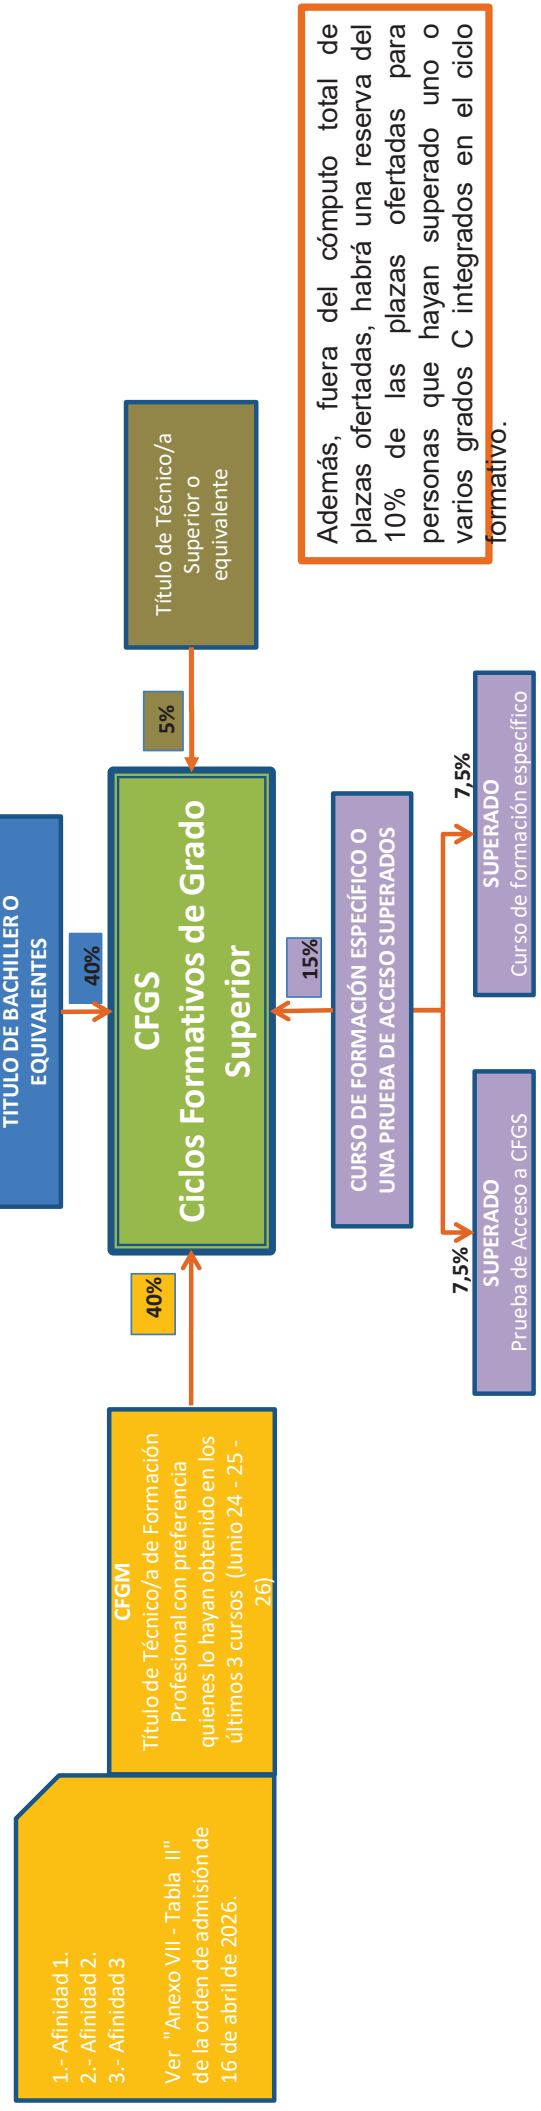 1.- Afinidad 1.
2.- Afinidad 2.
3.- Afinidad 3
Ver "Anexo VII - Tabla II"
de la orden de admisión de
16 de abril de 2026.
CFGM
Título de Técnico/a de Formación
Profesional con preferencia
quienes lo hayan obtenido en los
últimos 3 cursos (Junio 24 - 25 -
26)
40%
TITULO DE BACHILLER O
EQUIVALENTES
40%
CFGS
Ciclos Formativos de Grado
Superior
5%
Título de Técnico/a
Superior o
equivalente
15%
CURSO DE FORMACIÓN ESPECÍFICO O
UNA PRUEBA DE ACCESO SUPERADOS
7,5%
SUPERADO
Prueba de Acceso a CFGS
7,5%
SUPERADO
Curso de formación específico
Además, fuera del cómputo total de
plazas ofertadas, habrá una reserva del
10% de las plazas ofertadas para
personas que hayan superado uno o
varios grados C integrados en el ciclo
formativo.